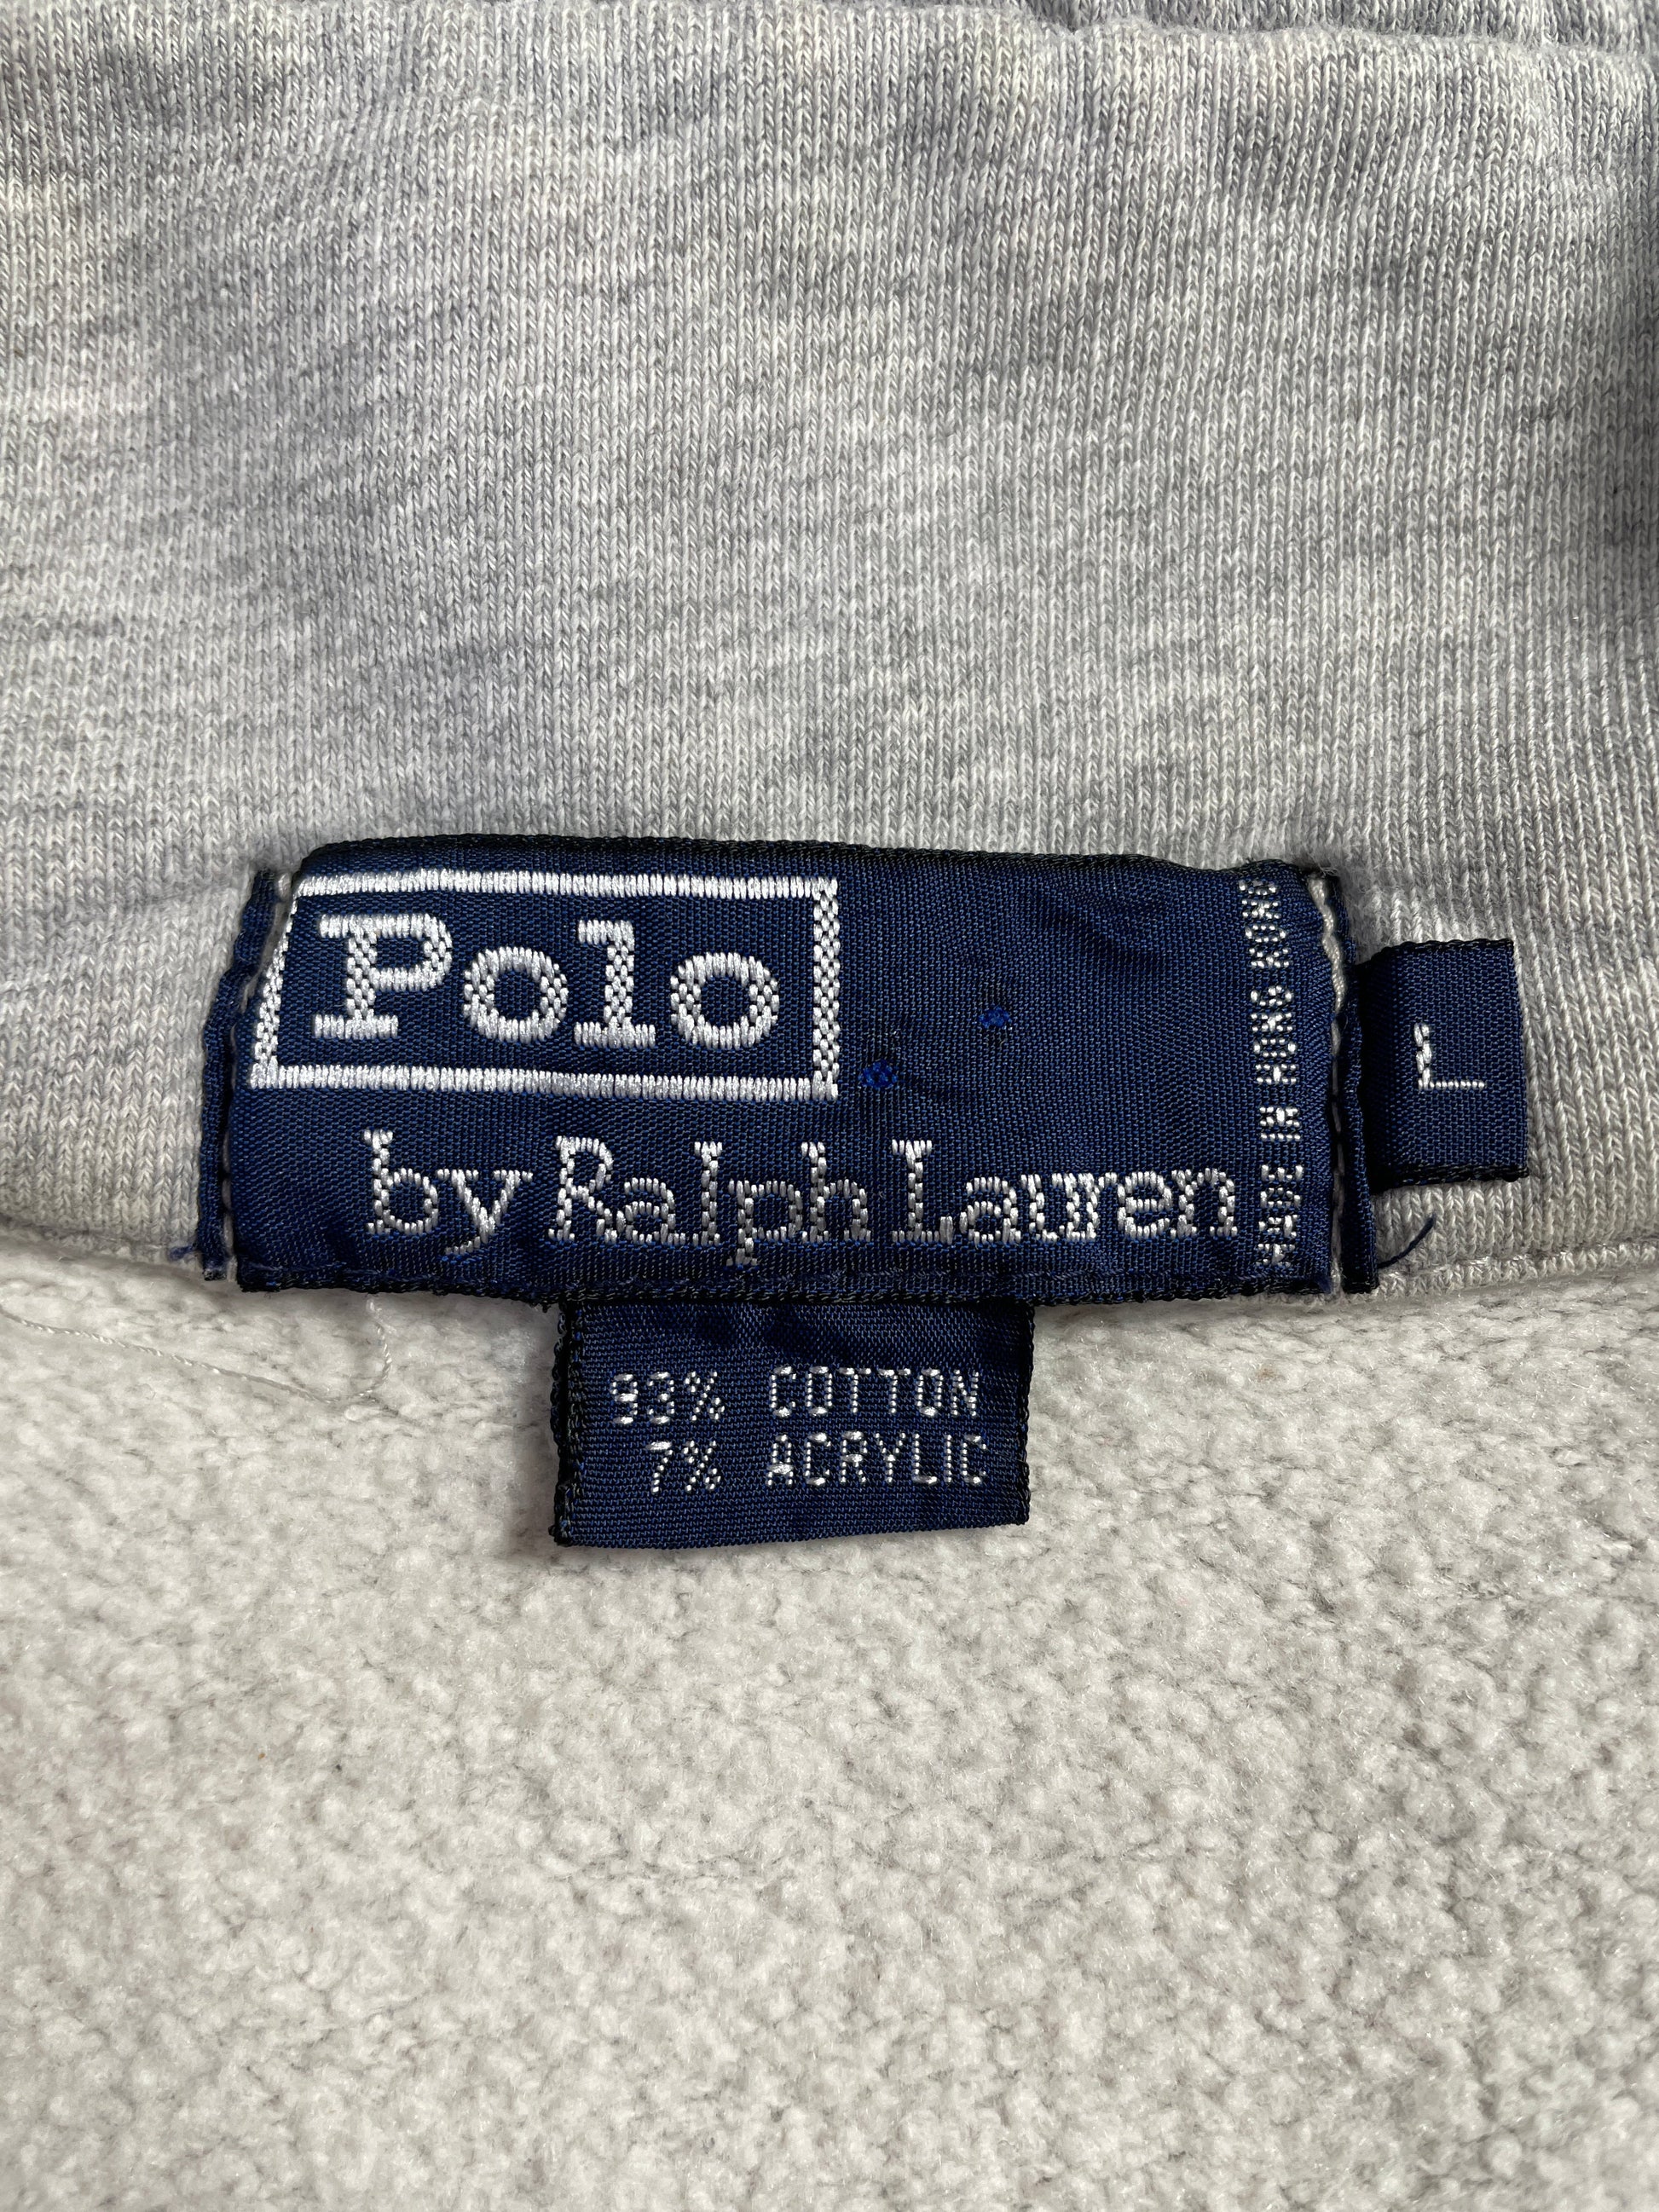 Polo
by Ralph Lauren
MADE IN HONG KONG
L
93% COTTON
7% ACRYLIC